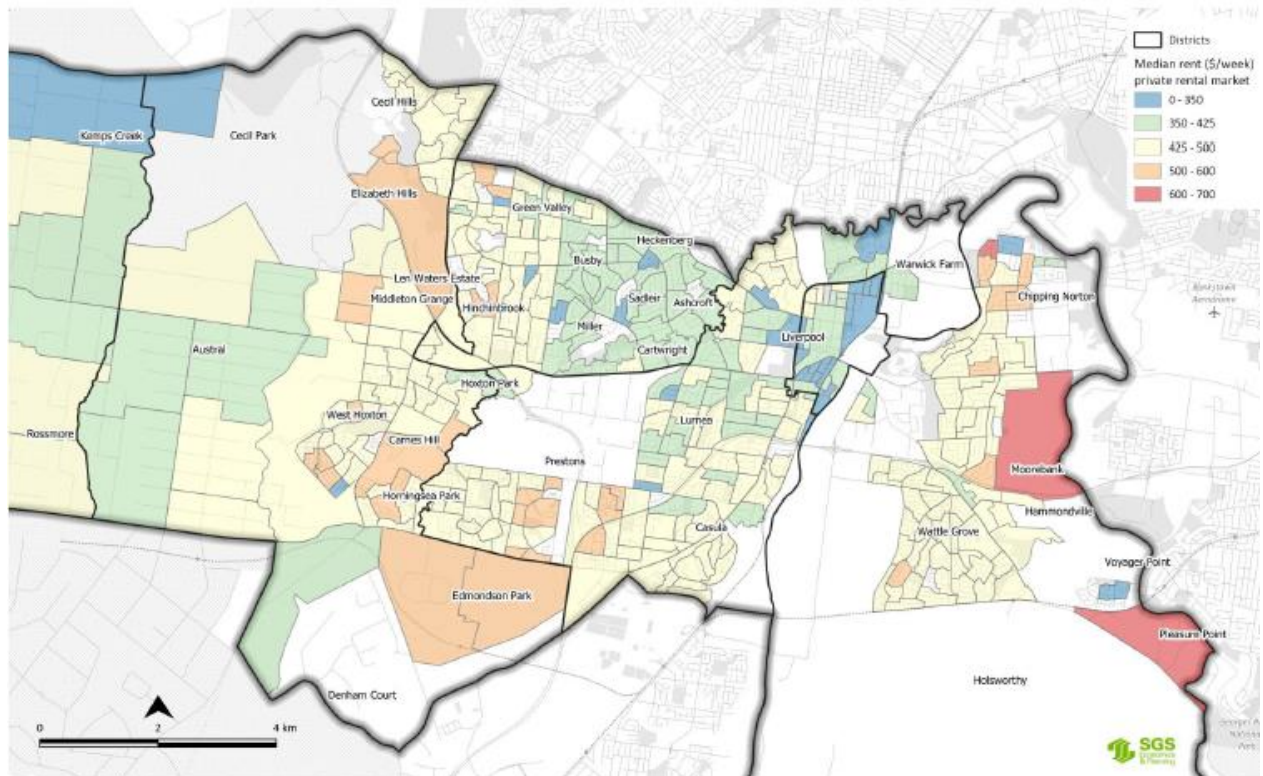 Districts
Median rent ($/week)
private rental market
0 - 350
350 - 425
425 - 500
500 - 600
600 - 700
Cecil Hills
Kemps Creek
Cecil Park
Elizabeth Hills
Green Valley
Heckenberg
Busby
Warwick Farm
Len Waters Estate
Middleton Grange
Hinchinbrook
Sadleir
Ashcroft
Chipping Norton
Miller
Liverpool
Austral
Cartwright
Hoxton Park
West Hoxton
Lurnea
Rossmore
Carnes Hill
Prestons
Moorebank
Horningsea Park
Hammondville
Casula
Wattle Grove
Voyager Point
Edmondson Park
Pleasure Point
Holsworthy
Denham Court
0
2
4 km
SGS
Economics
& Planning